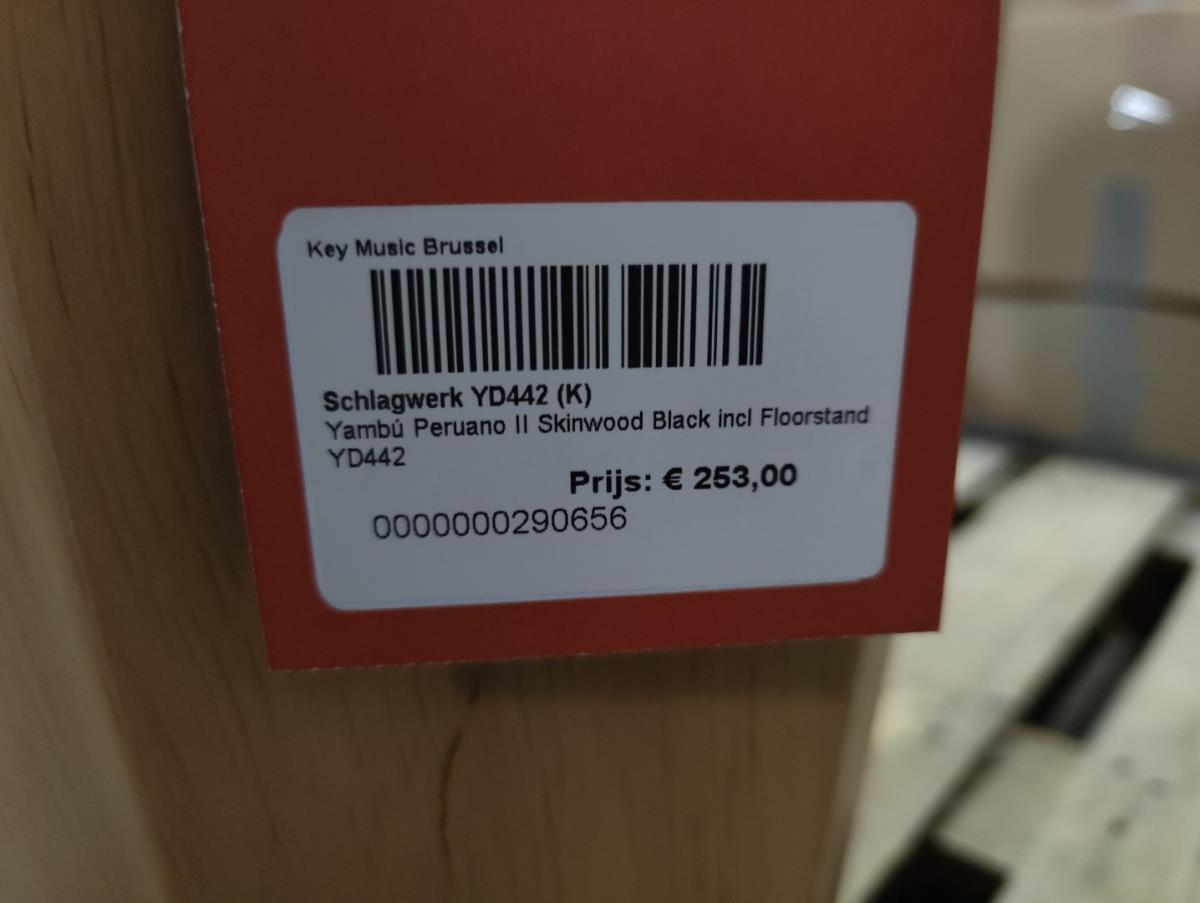 Key Music Brussel
Schlagwerk YD442 (K)
Yambú Peruano II Skinwood Black incl Floorstand
YD442
Prijs: € 253,00
0000000290656